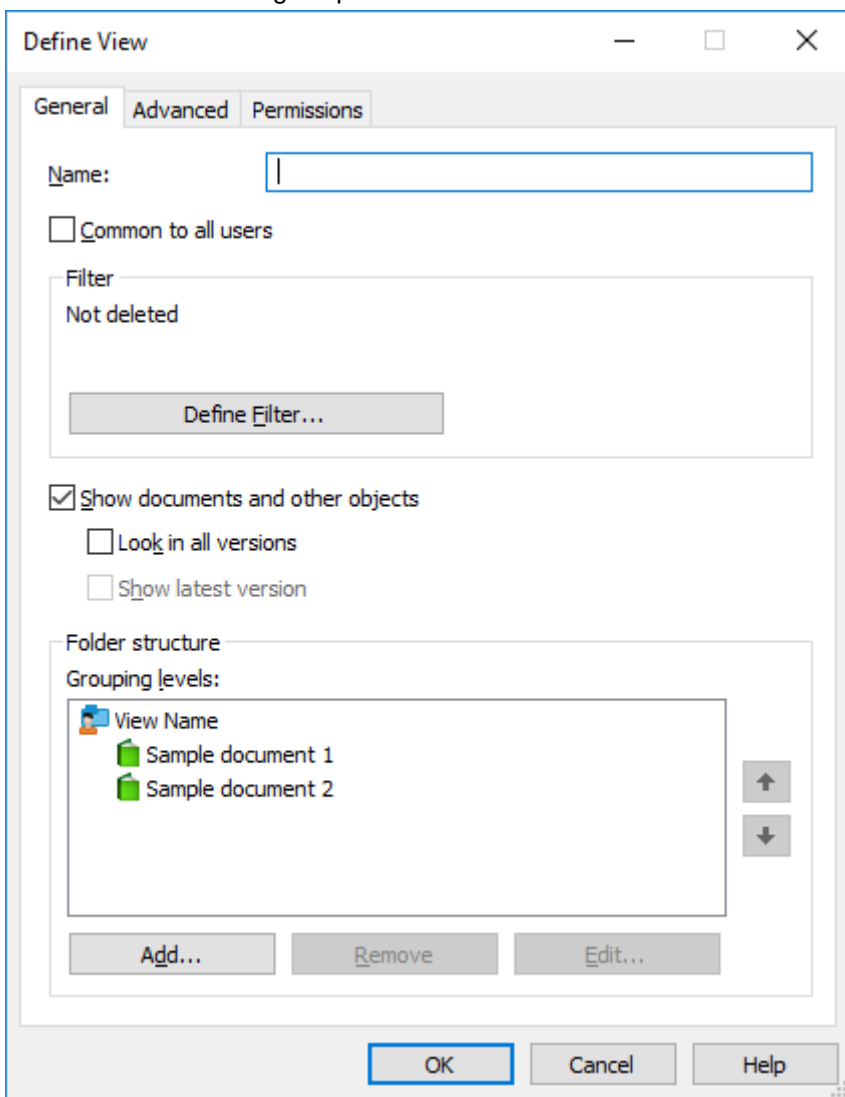 Define View
General Advanced Permissions
Name:
Common to all users
Filter
Not deleted
Define Filter...
Show documents and other objects
Look in all versions
Show latest version
Folder structure
Grouping levels:
View Name
Sample document 1
Sample document 2
Add... Remove Edit...
OK Cancel Help